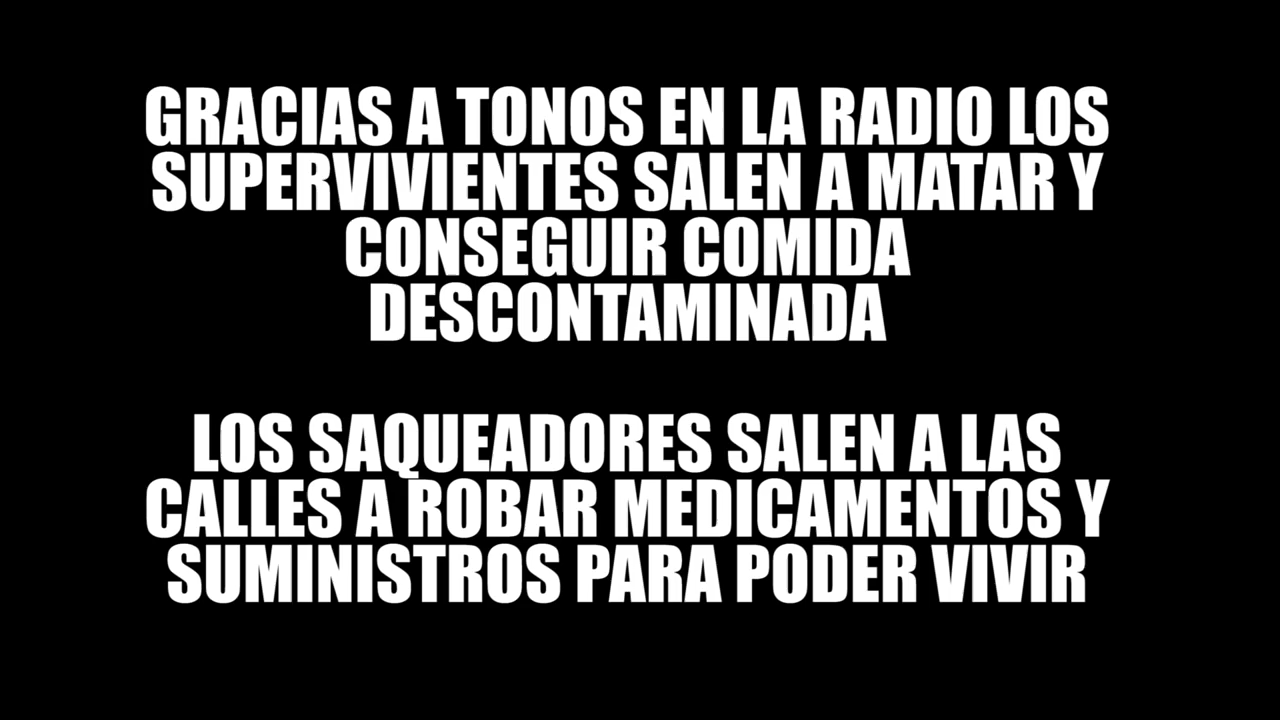 GRACIAS A TONOS EN LA RADIO LOS
SUPERVIVIENTES SALEN A MATAR Y
CONSEGUIR COMIDA
DESCONTAMINADA
LOS SAQUEADORES SALEN A LAS
CALLES A ROBAR MEDICAMENTOS Y
SUMINISTROS PARA PODER VIVIR